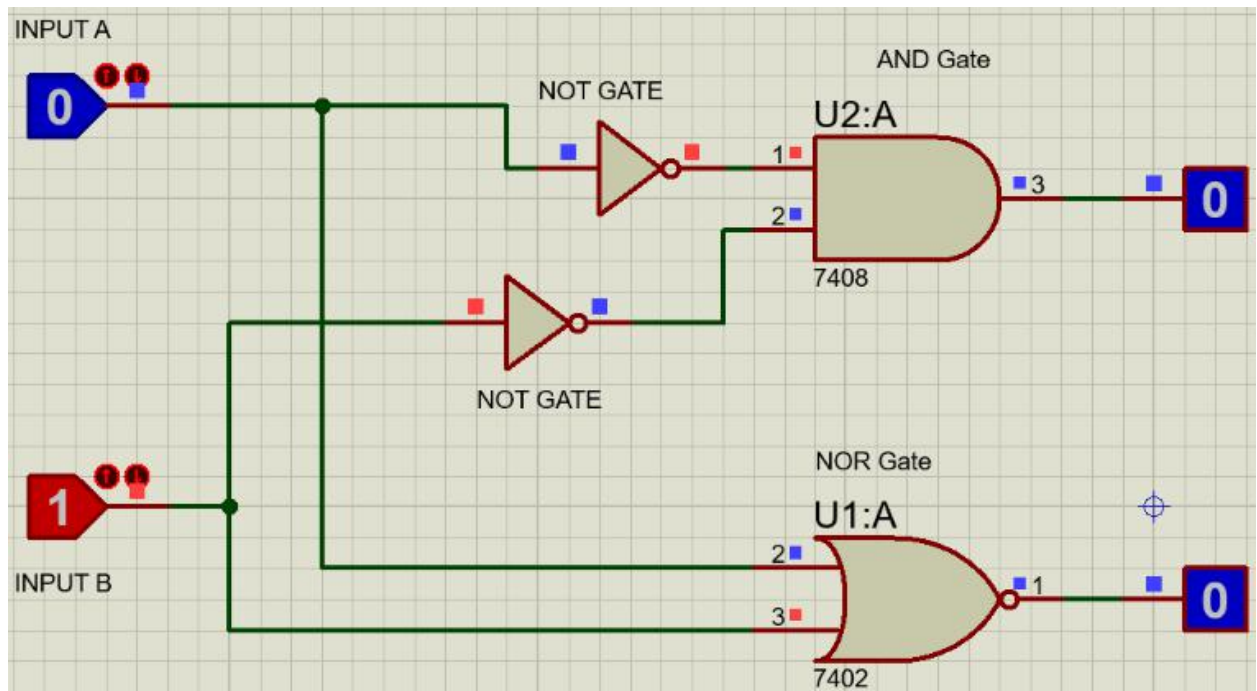 INPUT A
0
NOT GATE
AND Gate
U2:A
1
2
3
0
7408
NOT GATE
1
INPUT B
NOR Gate
U1:A
2
3
1
0
7402